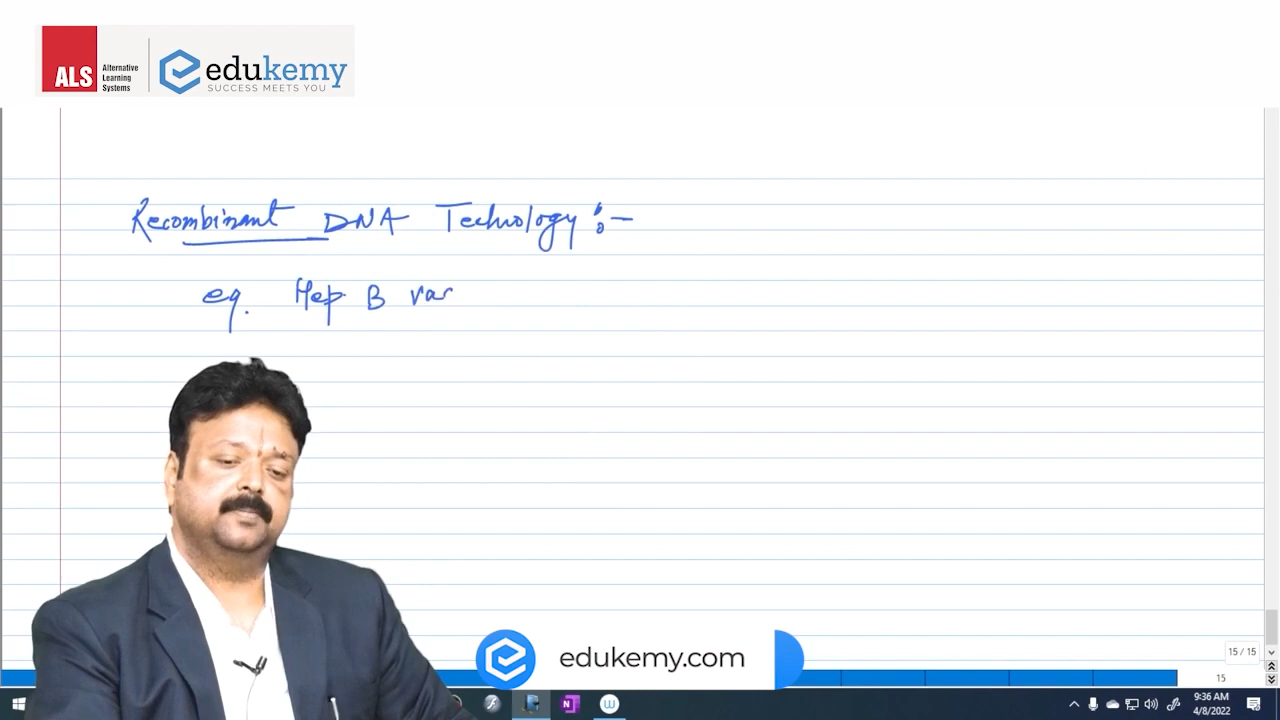 ALS
Alternative
Learning
Systems
edukemy
SUCCESS MEETS YOU
Recombinant DNA Technology :-
eg. Hep B vac
edukemy.com
15 / 15
15
9:36 AM
4/8/2022